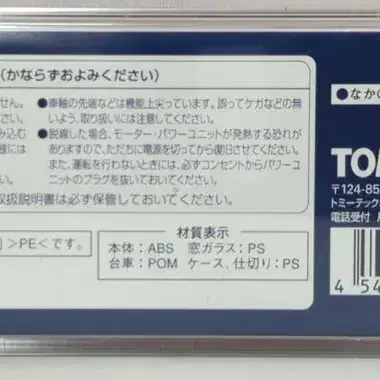 (かならずおよみください)
せん。
●車軸の先端などは機能上尖っています。誤ってケガなどの無
いよう、取り扱いには注意してください。
込む
●脱線した場合、モーター・パワーユニットが発熱する恐れが
様には
ありますので、ただちに電源を切ってから復旧させてください。
また、運転を行わないときには、必ずコンセントからパワーユ
ニットのプラグを抜いておいてください。
取扱説明書は必ず保管しておいてください。
]>PE<です。
材質表示
本体:ABS 窓ガラス:PS
台車:POM ケース、仕切り:PS
●なかの
TOM
〒124-85
トミーテック
電話受付
4 54